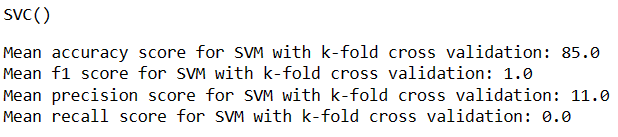 SVC()
Mean accuracy score for SVM with k-fold cross validation: 85.0
Mean f1 score for SVM with k-fold cross validation: 1.0
Mean precision score for SVM with k-fold cross validation: 11.0
Mean recall score for SVM with k-fold cross validation: 0.0